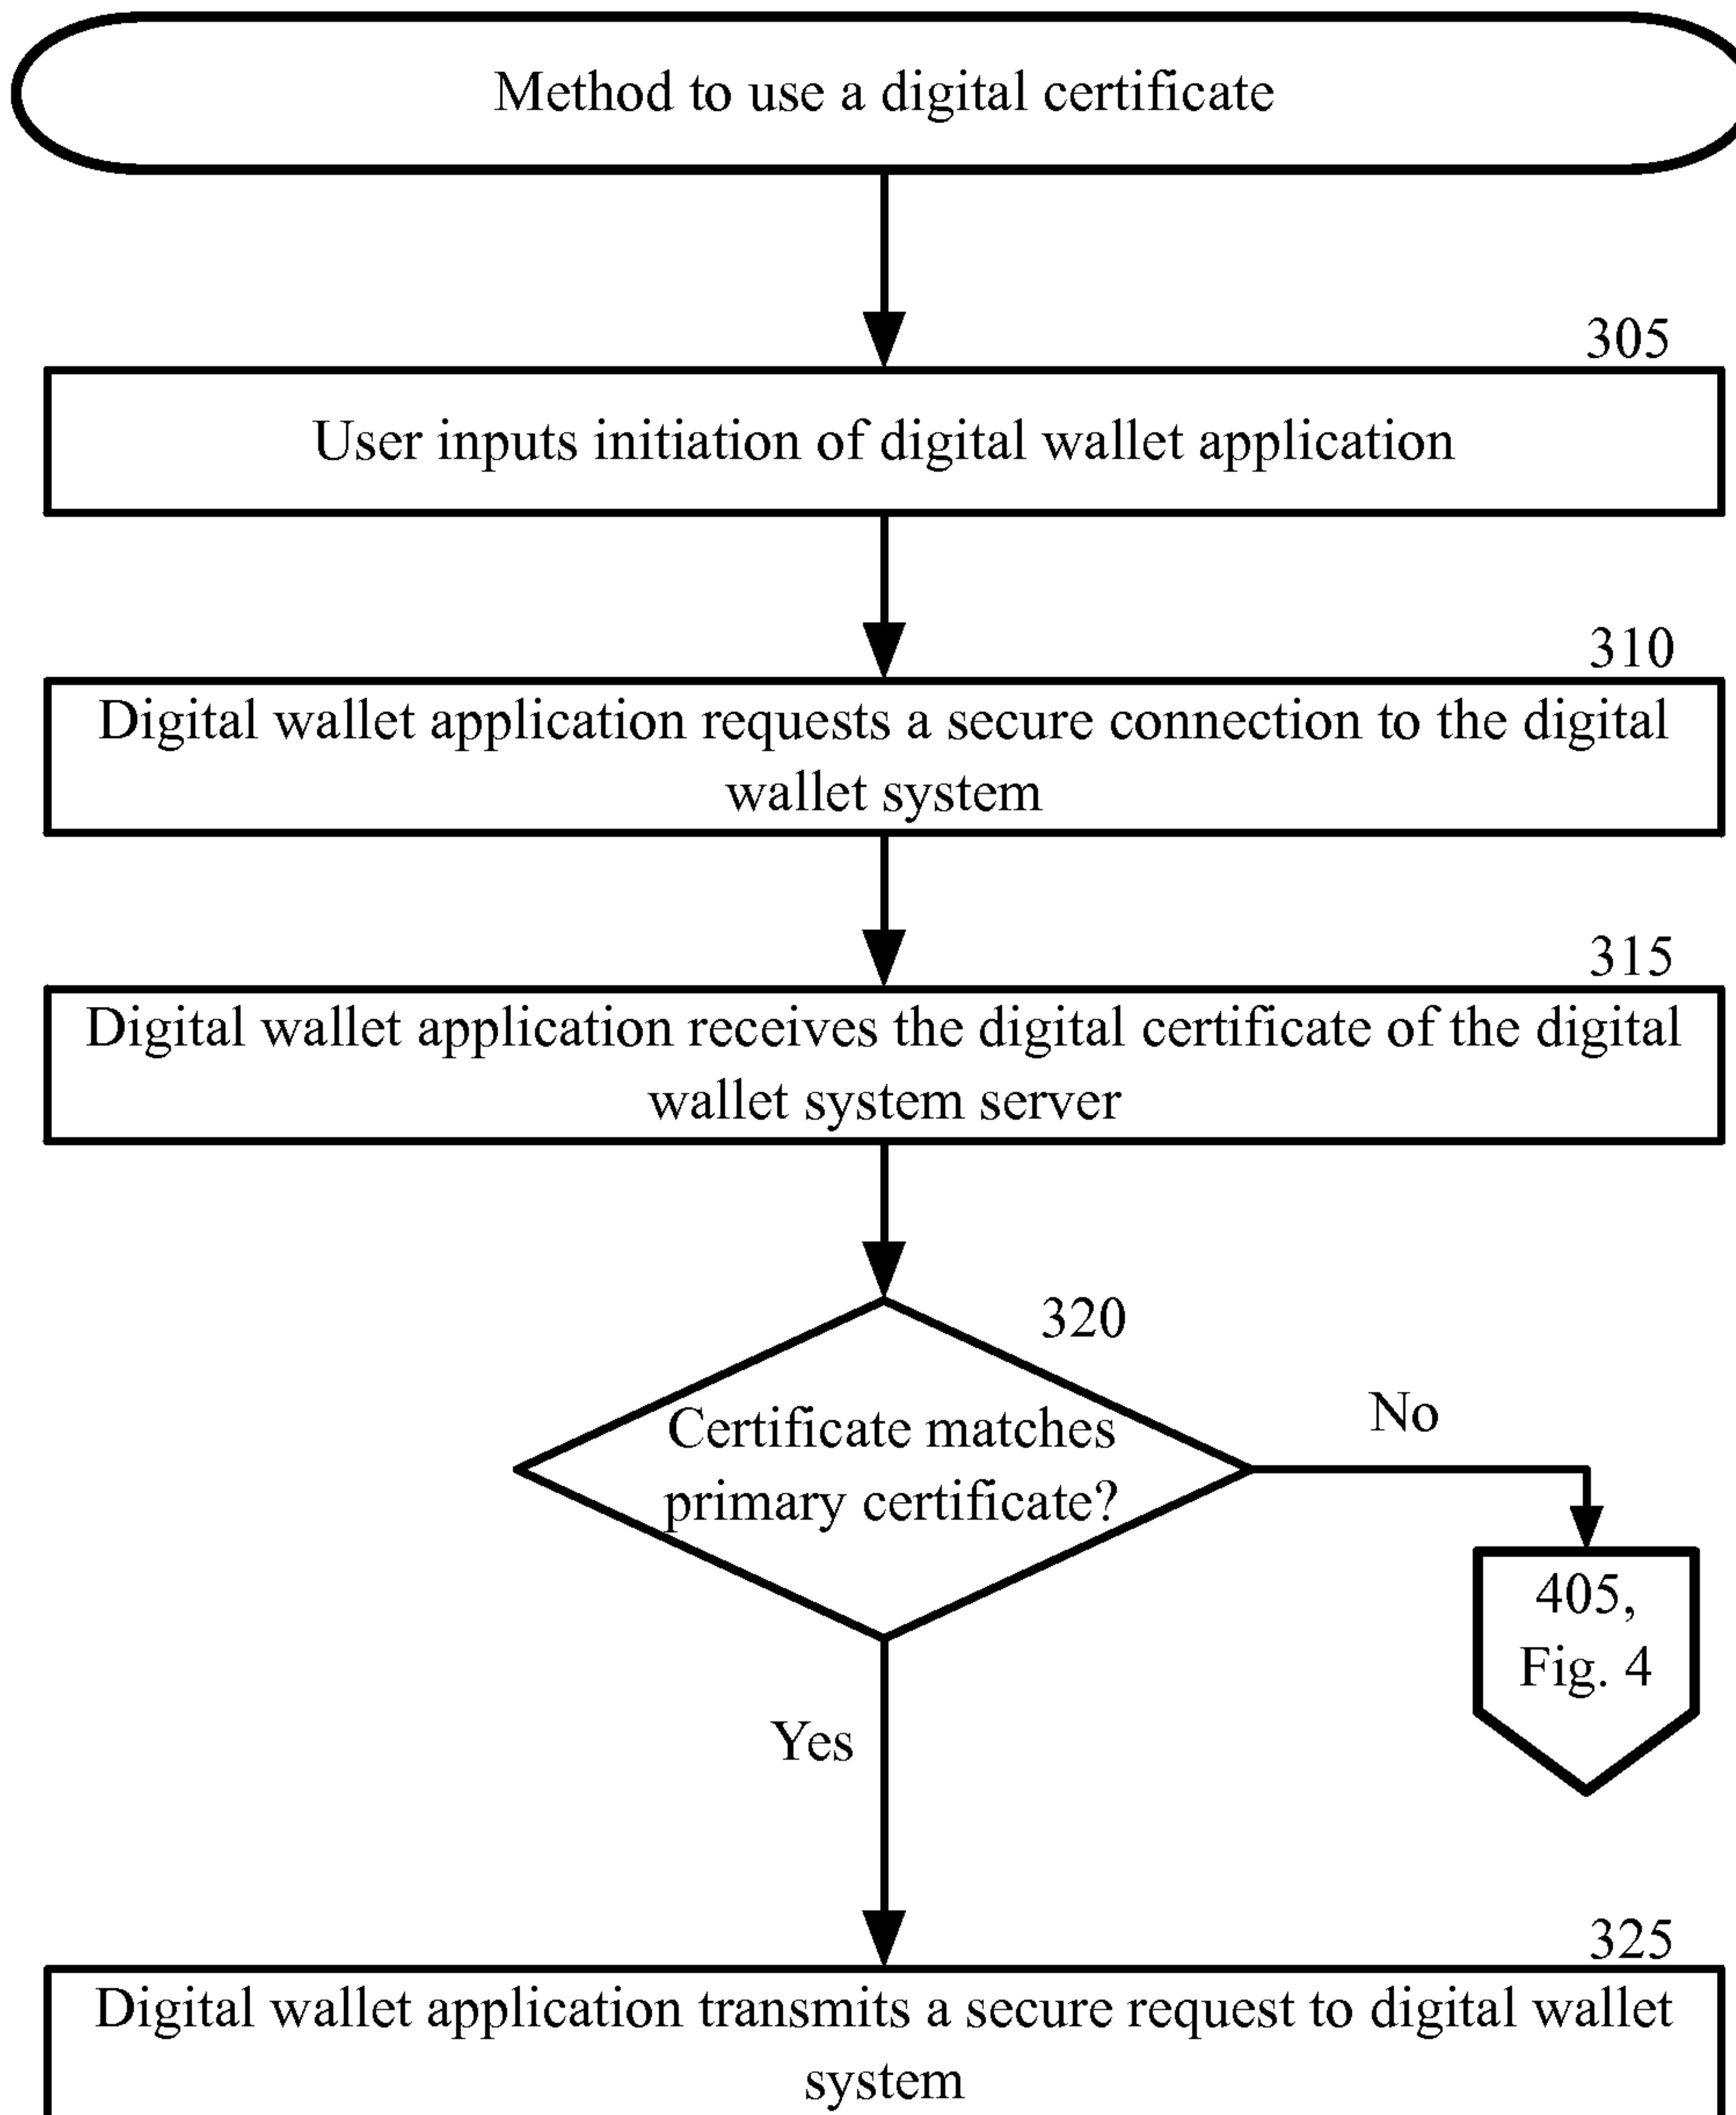 Method to use a digital certificate
305
User inputs initiation of digital wallet application
310
Digital wallet application requests a secure connection to the digital
wallet system
315
Digital wallet application receives the digital certificate of the digital
wallet system server
320
Certificate matches
primary certificate?
No
405,
Fig. 4
Yes
325
Digital wallet application transmits a secure request to digital wallet
system